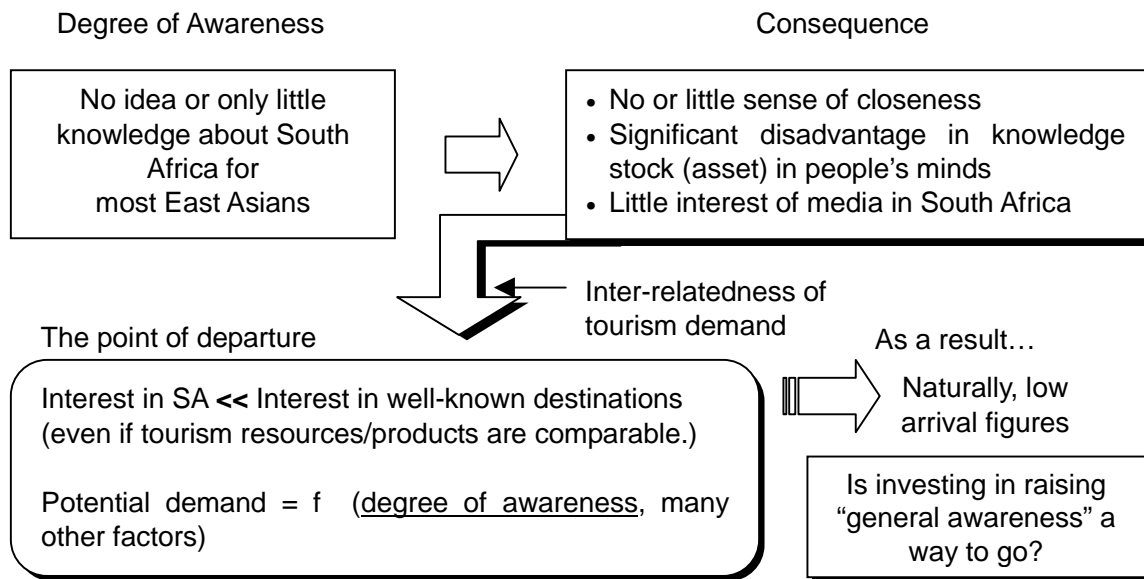 Degree of Awareness
Consequence
No idea or only little
knowledge about South
Africa for
most East Asians
• No or little sense of closeness
• Significant disadvantage in knowledge
stock (asset) in people's minds
• Little interest of media in South Africa
Inter-relatedness of
tourism demand
The point of departure
Interest in SA << Interest in well-known destinations
(even if tourism resources/products are comparable.)
Potential demand = f (degree of awareness, many
other factors)
As a result…
Naturally, low
arrival figures
Is investing in raising
“general awareness” a
way to go?